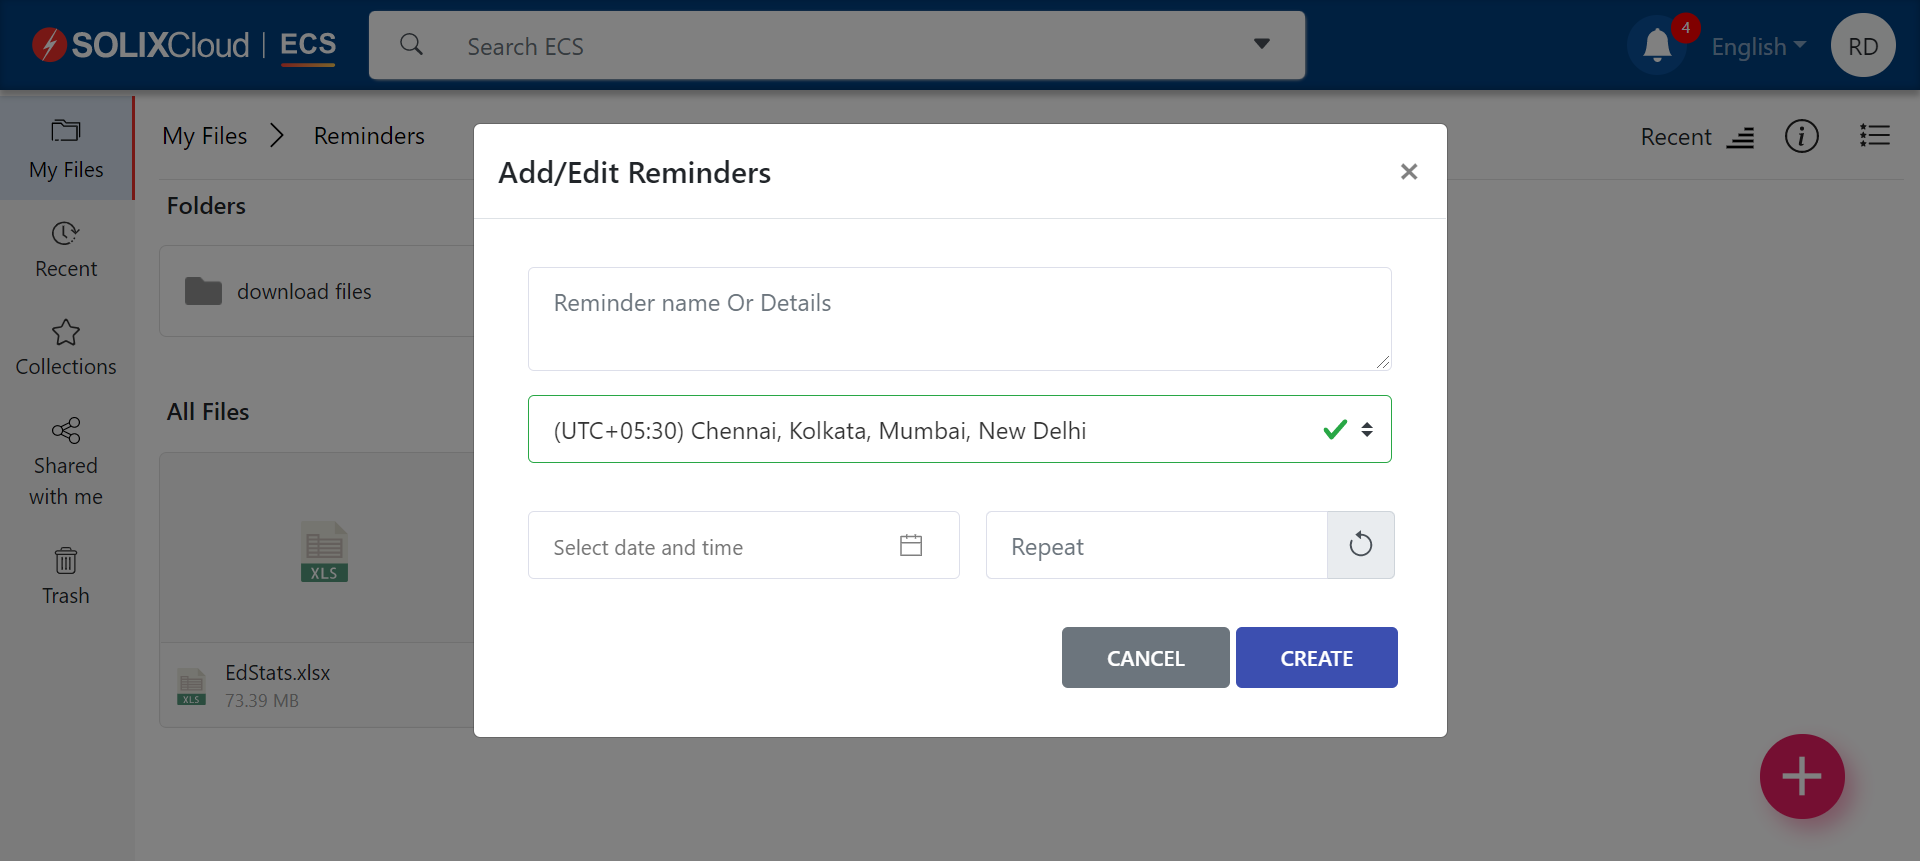 SOLIXCloud | ECS
Search ECS
4
English
RD
My Files
Recent
Collections
Shared
with me
Trash
My Files
Reminders
Recent
Folders
download files
All Files
XLS
XLS
EdStats.xlsx
73.39 MB
Add/Edit Reminders
Reminder name Or Details
(UTC+05:30) Chennai, Kolkata, Mumbai, New Delhi
Select date and time
Repeat
CANCEL
CREATE